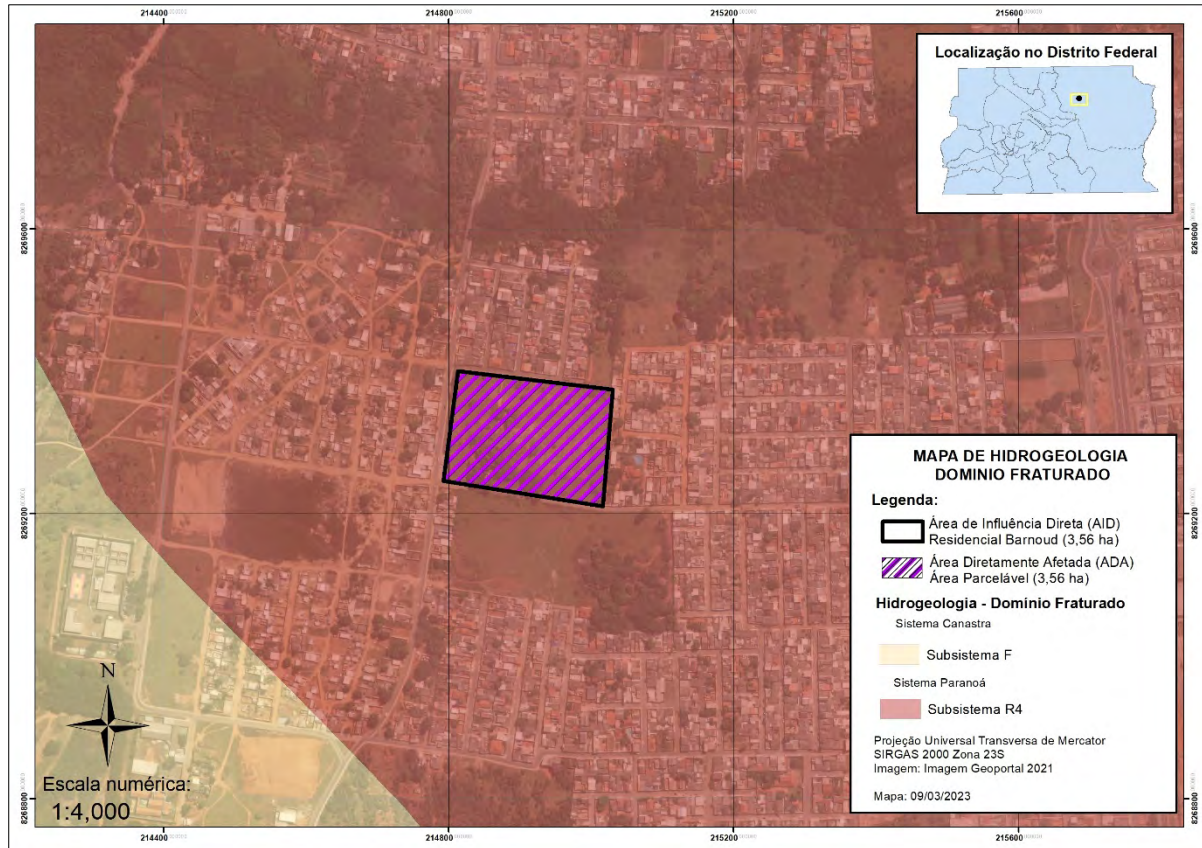 214400 214800 215200 215600
Localização no Distrito Federal
8269600 8269600
8269200 8269200
8268800 8268800
MAPA DE HIDROGEOLOGIA
DOMINIO FRATURADO
Legenda:
Área de Influência Direta (AID)
Residencial Barnoud (3,56 ha)
Área Diretamente Afetada (ADA)
Área Parcelável (3,56 ha)
Hidrogeologia - Domínio Fraturado
Sistema Canastra
Subsistema F
Sistema Paranoá
Subsistema R4
Projeção Universal Transversa de Mercator
SIRGAS 2000 Zona 23S
Imagem: Imagem Geoportal 2021
Mapa: 09/03/2023
N
Escala numérica:
1:4,000
214400 214800 215200 215600